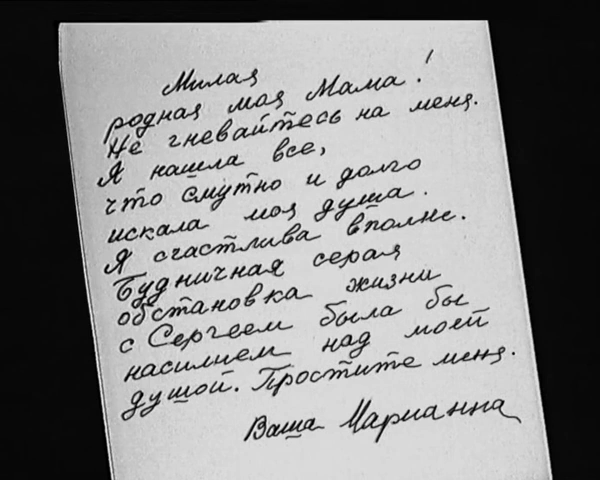 Милая
родная моя Мама!
Не гневайтесь на меня.
Я нашла все,
что смутно и долго
искала моя душа.
Я счастлива вполне.
Будничная серая
обстановка жизни
с Сергеем была бы
насилием над моей
душой. Простите меня.
Ваша Марианна